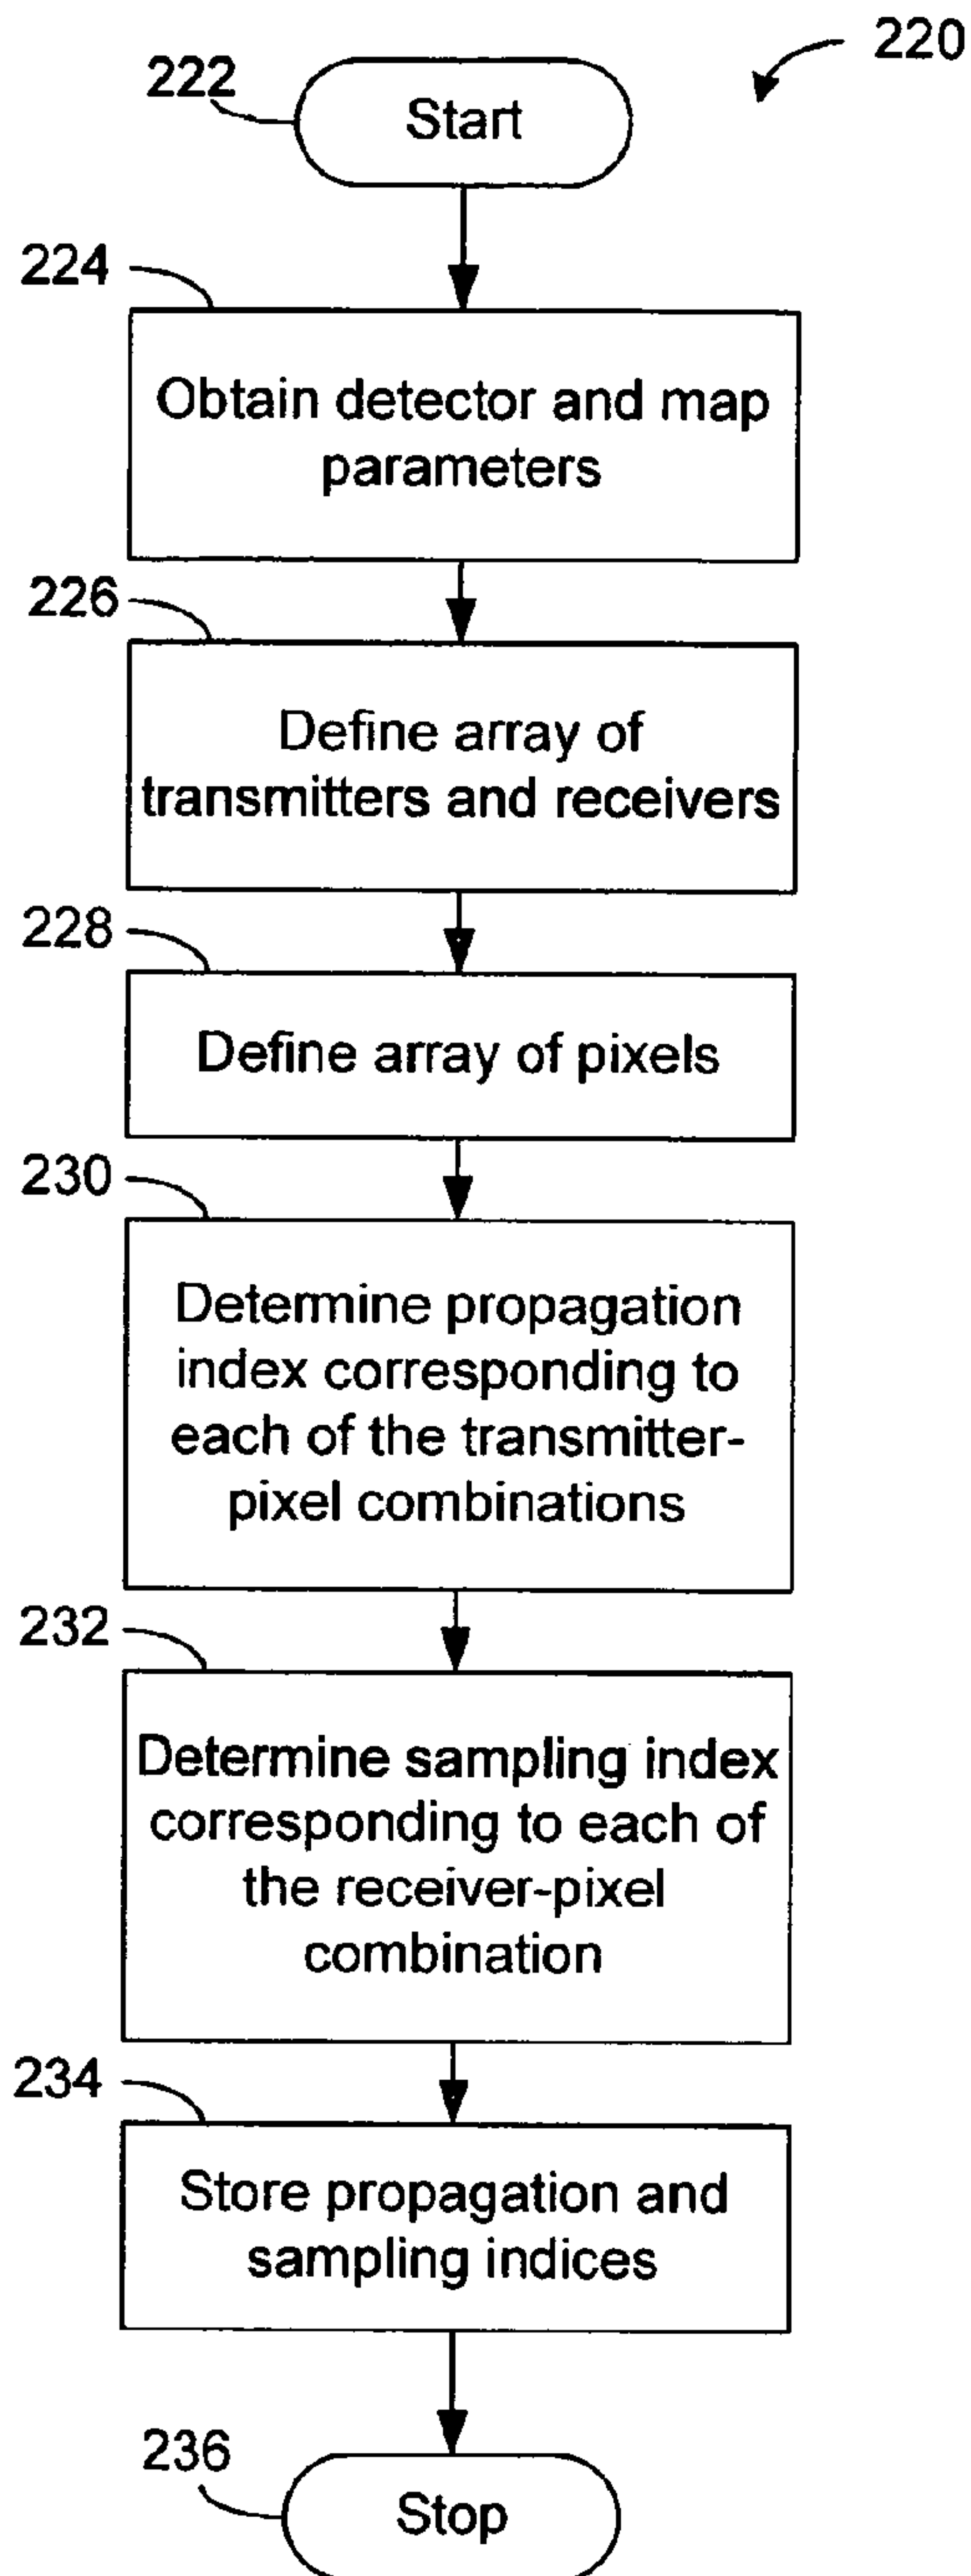 220
222
Start
224
Obtain detector and map
parameters
226
Define array of
transmitters and receivers
228
Define array of pixels
230
Determine propagation
index corresponding to
each of the transmitter-
pixel combinations
232
Determine sampling index
corresponding to each of
the receiver-pixel
combination
234
Store propagation and
sampling indices
236
Stop